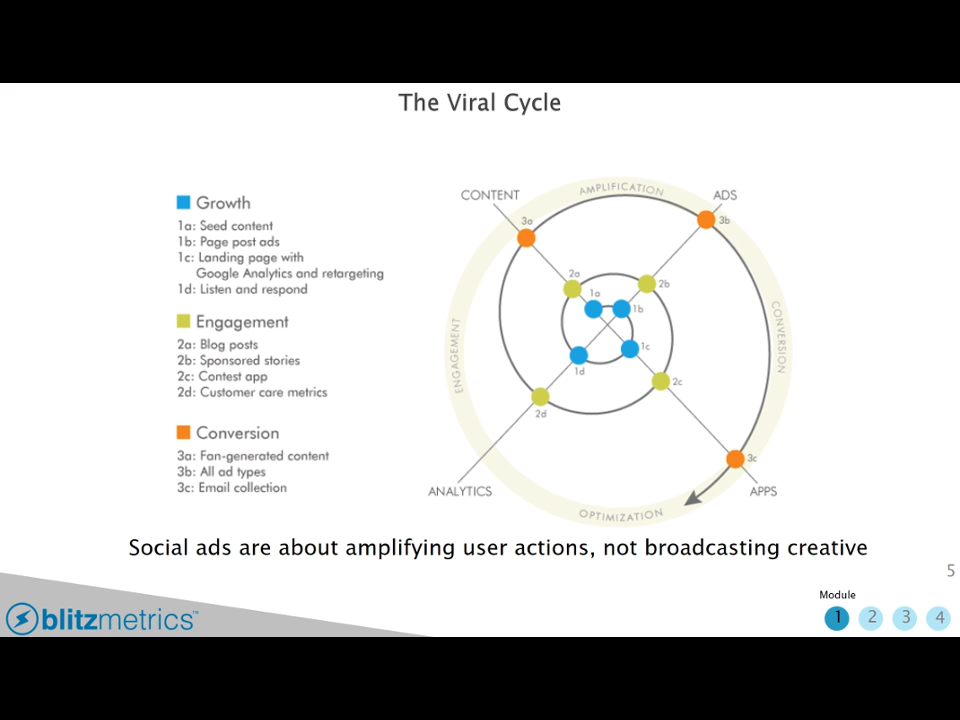 The Viral Cycle
Growth
1a: Seed content
1b: Page post ads
1c: Landing page with
Google Analytics and retargeting
1d: Listen and respond
Engagement
2a: Blog posts
2b: Sponsored stories
2c: Contest app
2d: Customer care metrics
Conversion
3a: Fan-generated content
3b: All ad types
3c: Email collection
CONTENT
AMPLIFICATION
ADS
3a
3b
2a
2b
1a
1b
CONVERSION
ENGAGEMENT
1c
1d
2c
2d
3c
ANALYTICS
APPS
OPTIMIZATION
Social ads are about amplifying user actions, not broadcasting creative
5
Module
1 2 3 4
blitzmetrics™